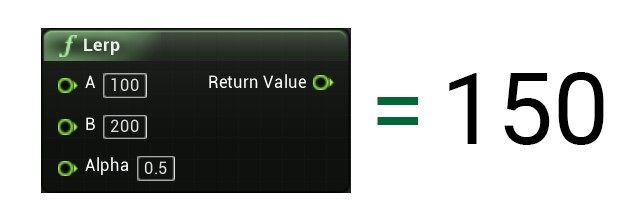 f Lerp
A 100 Return Value
B 200
Alpha 0.5
= 150